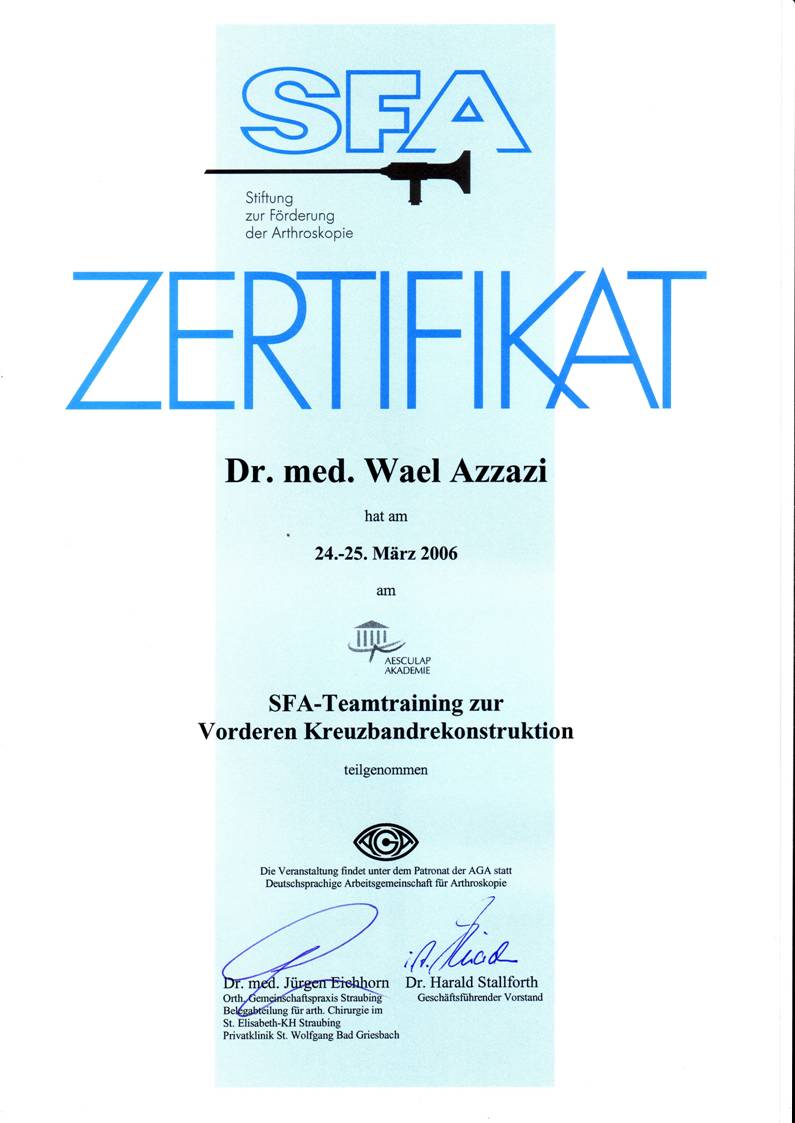 SFA
Stiftung
zur Förderung
der Arthroskopie
ZERTIFIKAT
Dr. med. Wael Azzazi
hat am
24.-25. März 2006
am
AESCULAP
AKADEMIE
SFA-Teamtraining zur
Vorderen Kreuzbandrekonstruktion
teilgenommen
AGA
Die Veranstaltung findet unter dem Patronat der AGA statt
Deutschsprachige Arbeitsgemeinschaft für Arthroskopie
Dr. med. Jürgen Eichhorn
Orth. Gemeinschaftspraxis Straubing
Belegabteilung für arth. Chirurgie im
St. Elisabeth-KH Straubing
Privatklinik St. Wolfgang Bad Griesbach
i.A.
Dr. Harald Stallforth
Geschäftsführender Vorstand